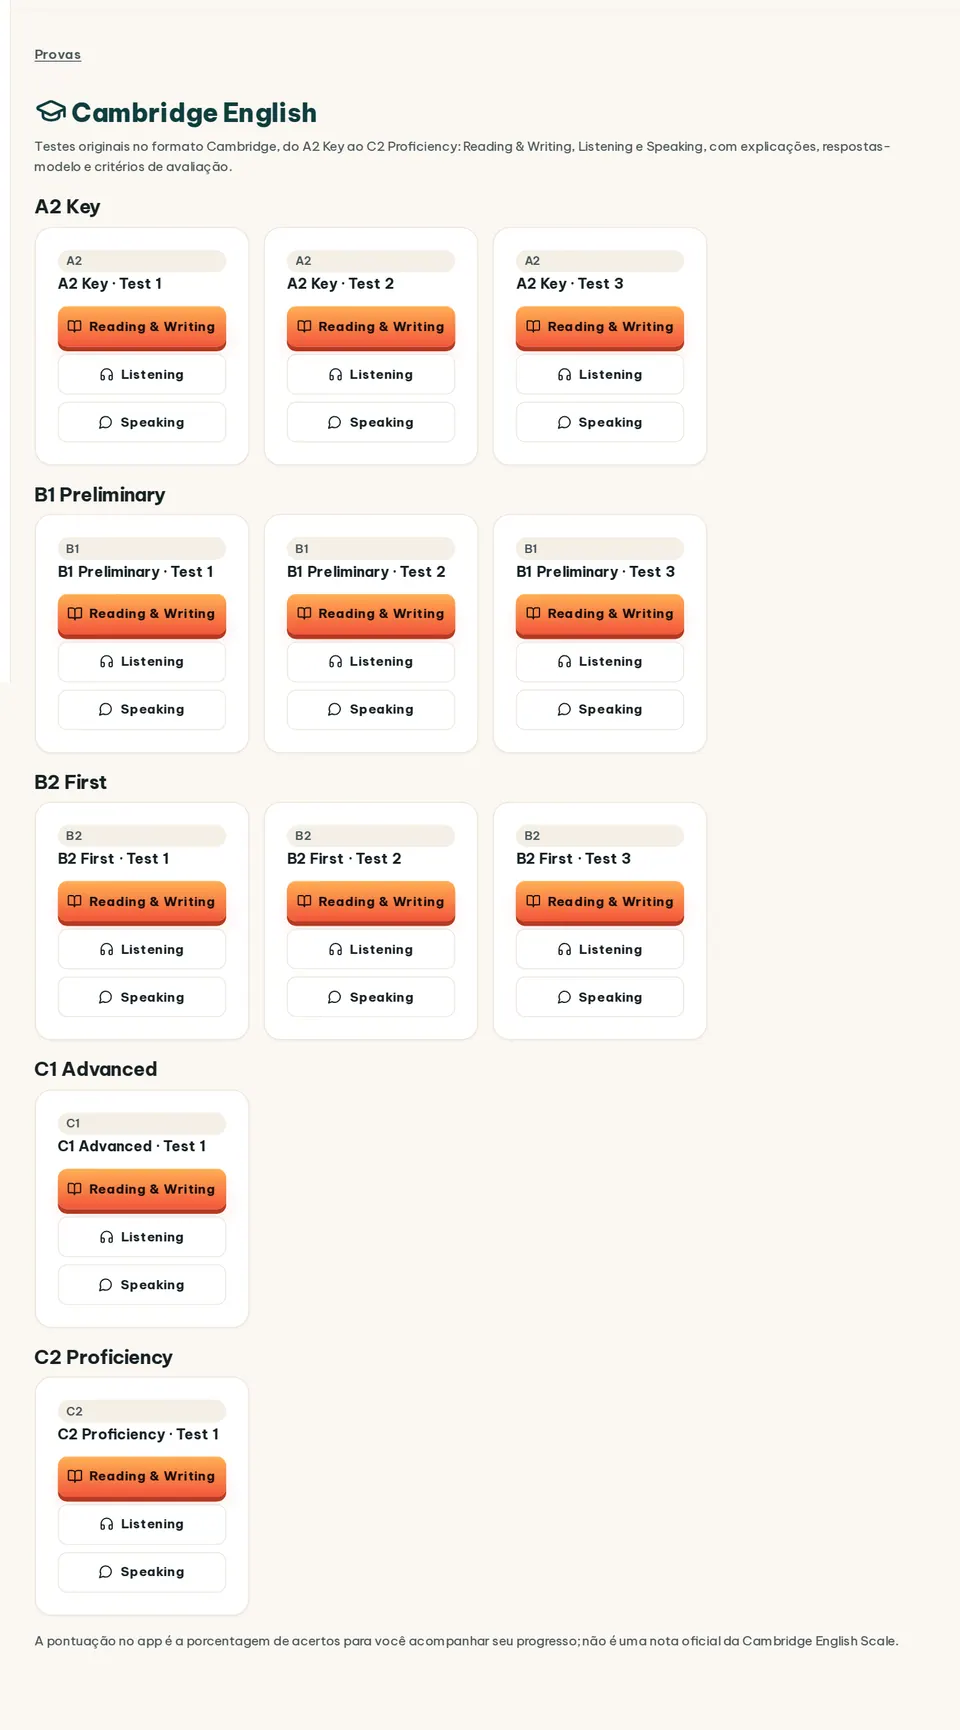 Provas
Cambridge English
Testes originais no formato Cambridge, do A2 Key ao C2 Proficiency: Reading & Writing, Listening e Speaking, com explicações, respostas-
modelo e critérios de avaliação.
A2 Key
A2 A2 A2
A2 Key · Test 1 A2 Key · Test 2 A2 Key · Test 3
Reading & Writing Reading & Writing Reading & Writing
Listening Listening Listening
Speaking Speaking Speaking
B1 Preliminary
B1 B1 B1
B1 Preliminary · Test 1 B1 Preliminary · Test 2 B1 Preliminary · Test 3
Reading & Writing Reading & Writing Reading & Writing
Listening Listening Listening
Speaking Speaking Speaking
B2 First
B2 B2 B2
B2 First · Test 1 B2 First · Test 2 B2 First · Test 3
Reading & Writing Reading & Writing Reading & Writing
Listening Listening Listening
Speaking Speaking Speaking
C1 Advanced
C1
C1 Advanced · Test 1
Reading & Writing
Listening
Speaking
C2 Proficiency
C2
C2 Proficiency · Test 1
Reading & Writing
Listening
Speaking
A pontuação no app é a porcentagem de acertos para você acompanhar seu progresso; não é uma nota oficial da Cambridge English Scale.